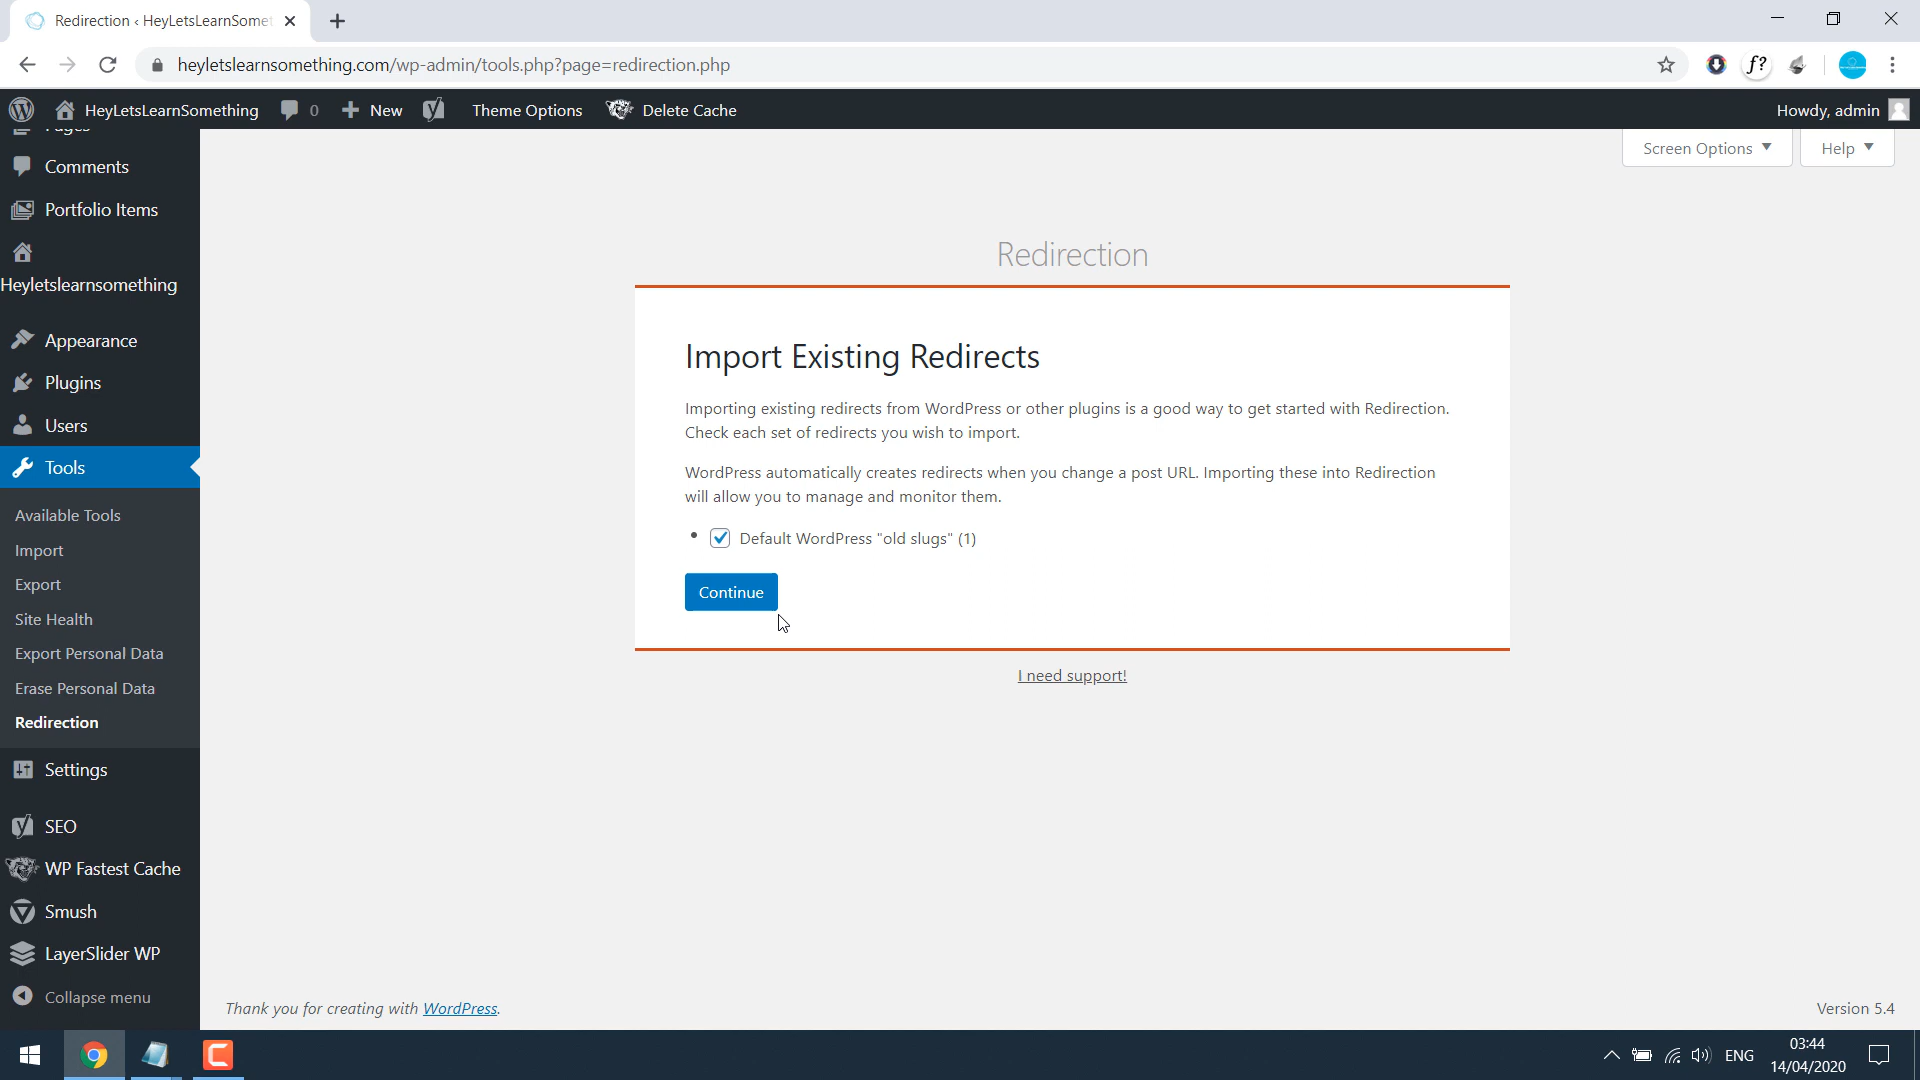 Redirection ‹ HeyLetsLearnSomet
heyletslearnsomething.com/wp-admin/tools.php?page=redirection.php
f?
HeyLetsLearnSomething 0 New Theme Options Delete Cache Howdy, admin
Screen Options Help
Pages
Comments
Portfolio Items
Heyletslearnsomething
Appearance
Plugins
Users
Tools
Available Tools
Import
Export
Site Health
Export Personal Data
Erase Personal Data
Redirection
Settings
SEO
WP Fastest Cache
Smush
LayerSlider WP
Collapse menu
Redirection
Import Existing Redirects
Importing existing redirects from WordPress or other plugins is a good way to get started with Redirection.
Check each set of redirects you wish to import.
WordPress automatically creates redirects when you change a post URL. Importing these into Redirection
will allow you to manage and monitor them.
Default WordPress "old slugs" (1)
Continue
I need support!
Thank you for creating with WordPress.
Version 5.4
ENG
03:44
14/04/2020